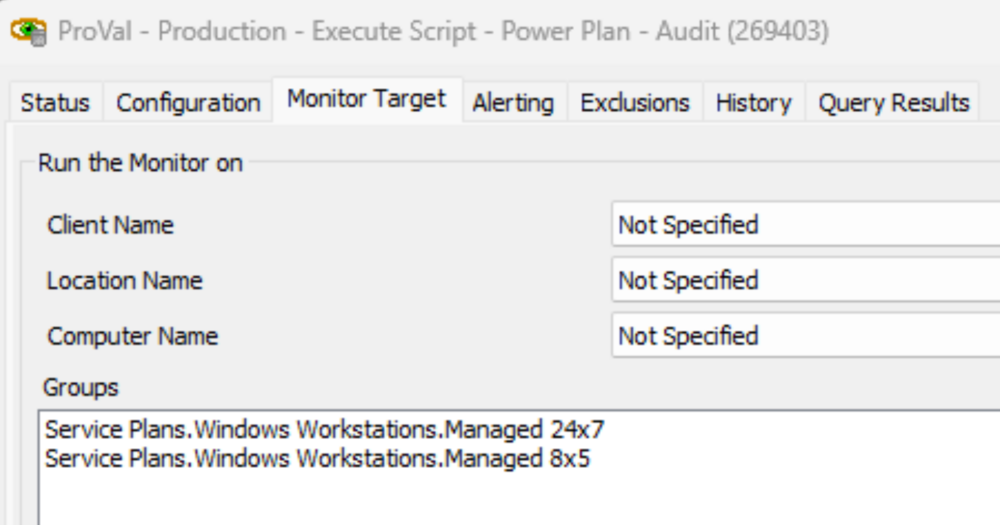 ProVal - Production - Execute Script - Power Plan - Audit (269403)
Status Configuration Monitor Target Alerting Exclusions History Query Results
Run the Monitor on
Client Name Not Specified
Location Name Not Specified
Computer Name Not Specified
Groups
Service Plans.Windows Workstations.Managed 24x7
Service Plans.Windows Workstations.Managed 8x5